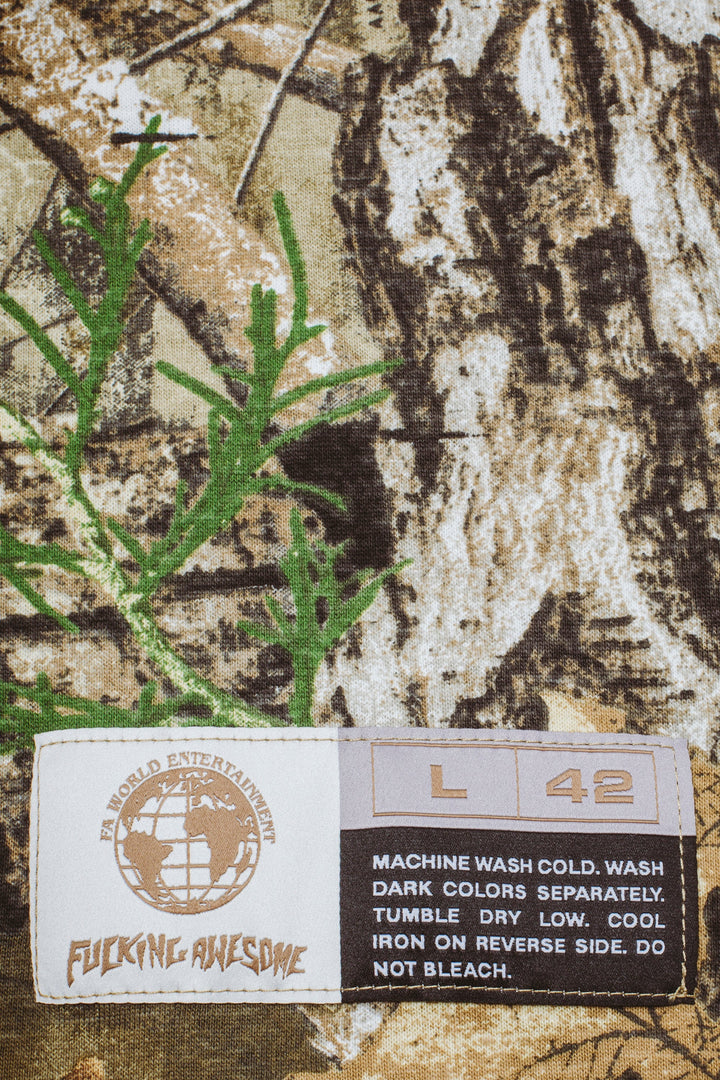 FA WORLD ENTERTAINMENT
FUCKING AWESOME
L 42
MACHINE WASH COLD. WASH
DARK COLORS SEPARATELY.
TUMBLE DRY LOW. COOL
IRON ON REVERSE SIDE. DO
NOT BLEACH.